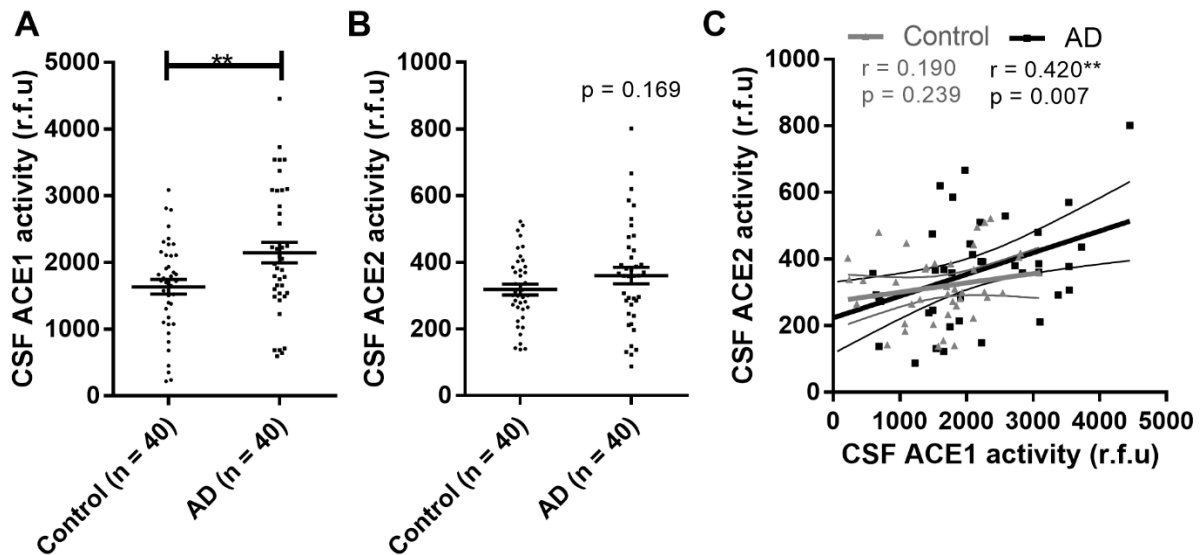 A
CSF ACE1 activity (r.f.u)
5000
4000
3000
2000
1000
0
**
Control (n = 40)
AD (n = 40)
B
CSF ACE2 activity (r.f.u)
1000
800
600
400
200
0
p = 0.169
Control (n = 40)
AD (n = 40)
C
Control AD
r = 0.190 r = 0.420**
p = 0.239 p = 0.007
CSF ACE2 activity (r.f.u)
1000
800
600
400
200
0
0 1000 2000 3000 4000 5000
CSF ACE1 activity (r.f.u)